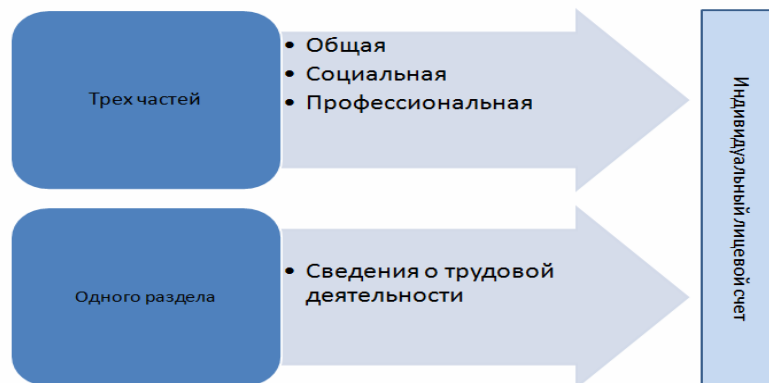 Трех частей
• Общая
• Социальная
• Профессиональная
Одного раздела
• Сведения о трудовой
деятельности
Индивидуальный лицевой счет